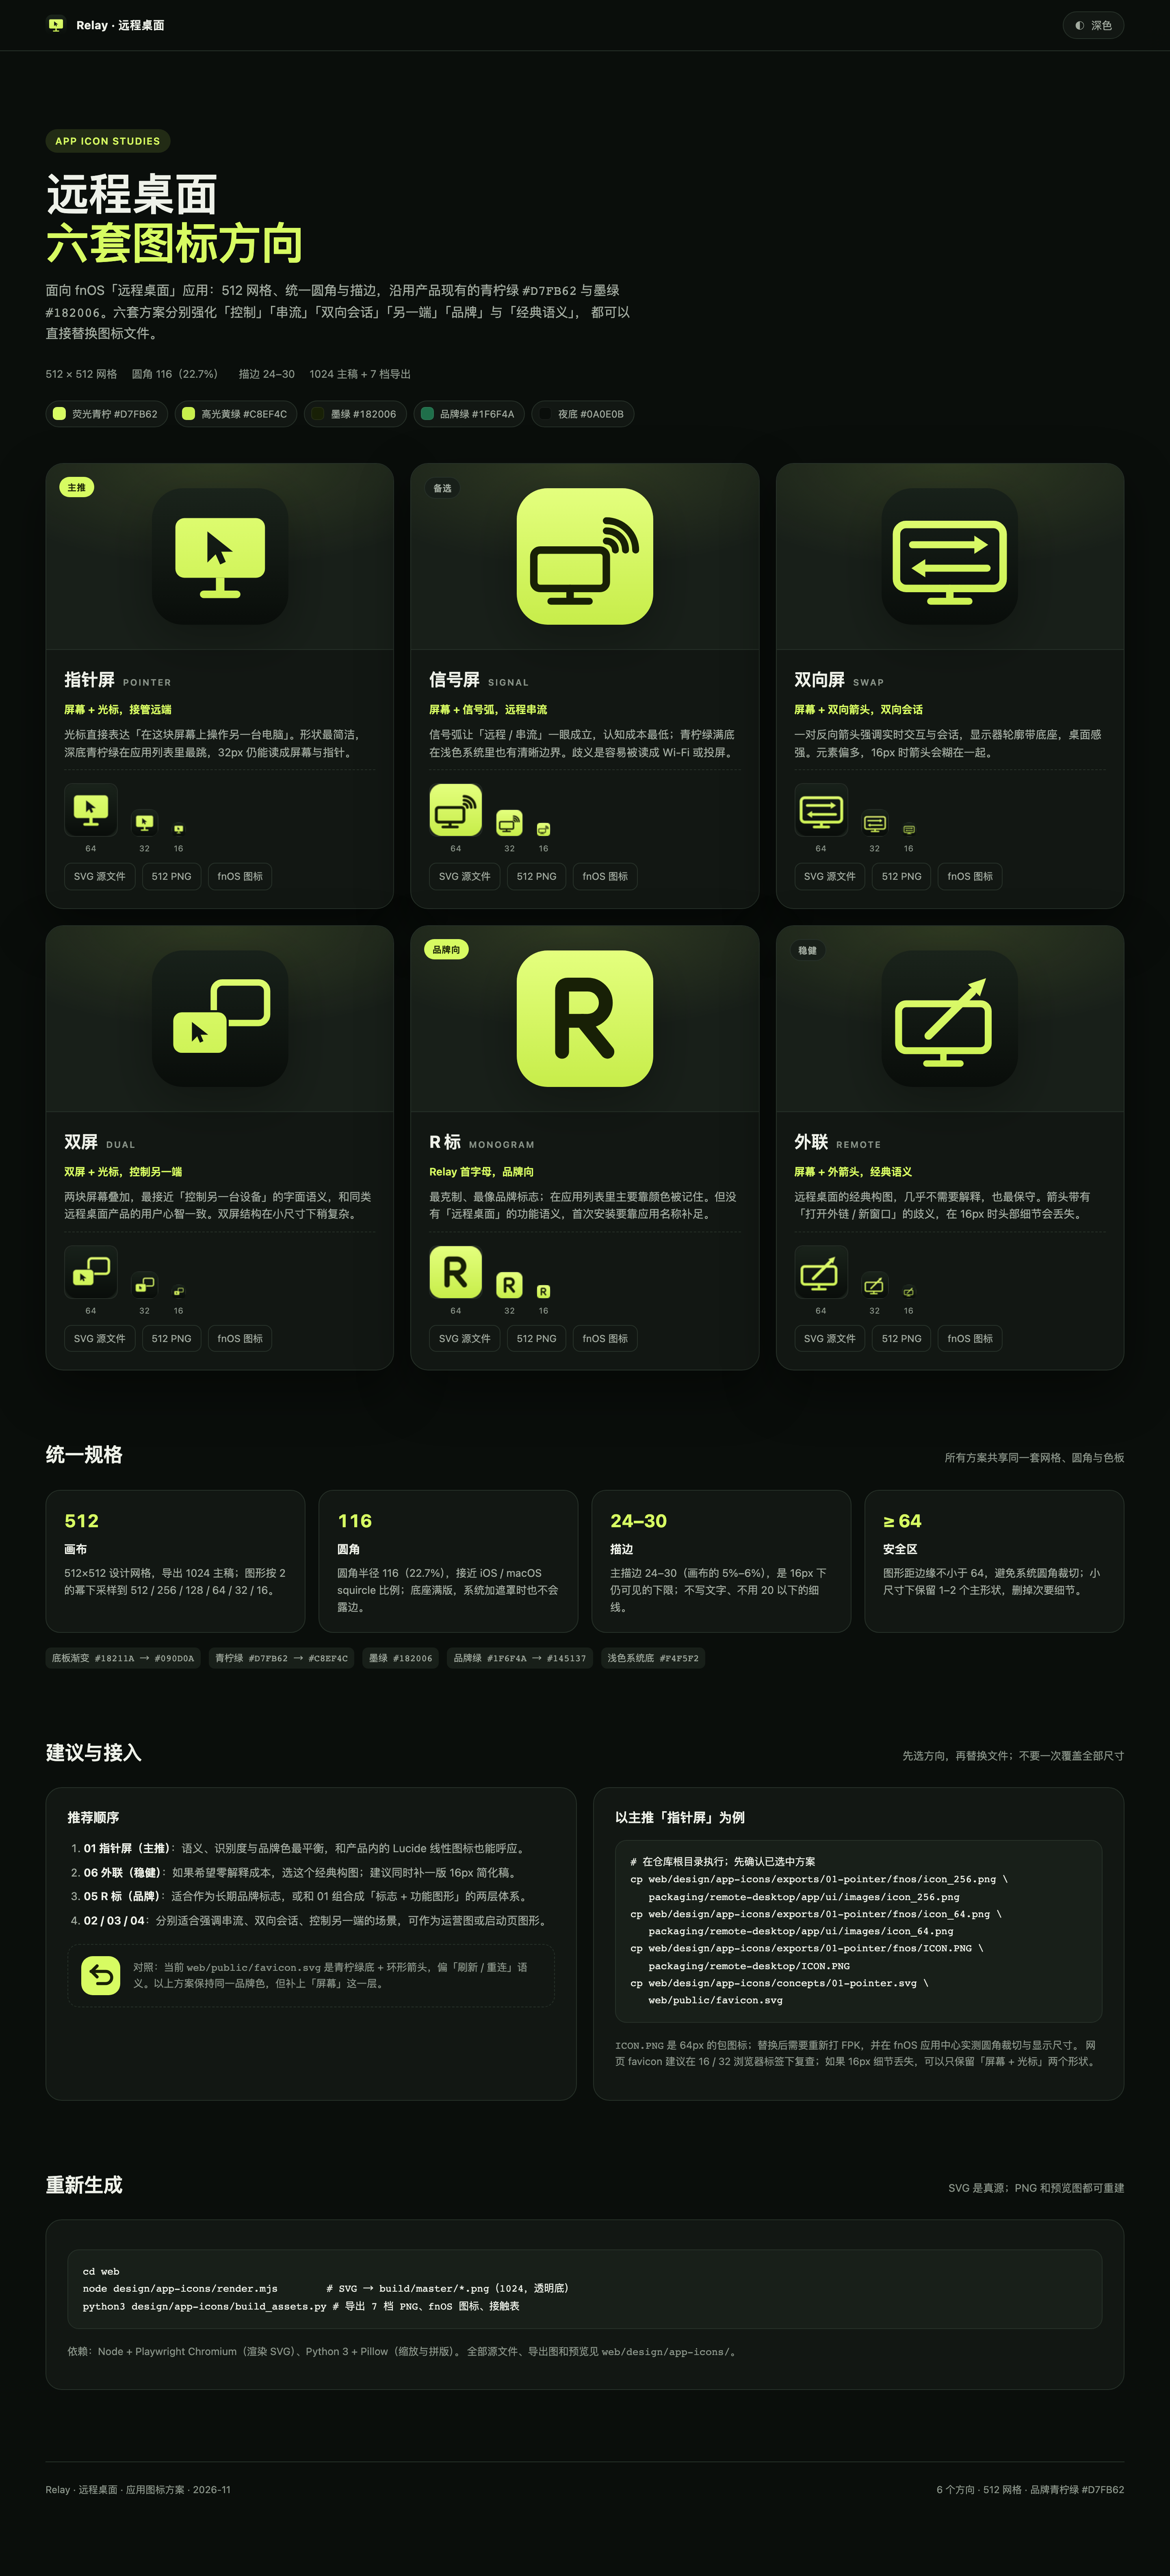 Relay · 远程桌面
深色
APP ICON STUDIES
远程桌面
六套图标方向
面向 fnOS「远程桌面」应用：512 网格、统一圆角与描边，沿用产品现有的青柠绿 #D7FB62 与墨绿
#182006。六套方案分别强化「控制」「串流」「双向会话」「另一端」「品牌」与「经典语义」， 都可以
直接替换图标文件。
512 × 512 网格 圆角 116（22.7%） 描边 24–30 1024 主稿 + 7 档导出
荧光青柠 #D7FB62 高光黄绿 #C8EF4C 墨绿 #182006 品牌绿 #1F6F4A 夜底 #0A0E0B
主推
指针屏 POINTER
屏幕 + 光标，接管远端
光标直接表达「在这块屏幕上操作另一台电脑」。形状最简洁，
深底青柠绿在应用列表里最跳，32px 仍能读成屏幕与指针。
64 32 16
SVG 源文件 512 PNG fnOS 图标
备选
信号屏 SIGNAL
屏幕 + 信号弧，远程串流
信号弧让「远程 / 串流」一眼成立，认知成本最低；青柠绿满底
在浅色系统里也有清晰边界。歧义是容易被读成 Wi-Fi 或投屏。
64 32 16
SVG 源文件 512 PNG fnOS 图标
双向屏 SWAP
屏幕 + 双向箭头，双向会话
一对反向箭头强调实时交互与会话，显示器轮廓带底座，桌面感
强。元素偏多，16px 时箭头会糊在一起。
64 32 16
SVG 源文件 512 PNG fnOS 图标
双屏 DUAL
双屏 + 光标，控制另一端
两块屏幕叠加，最接近「控制另一台设备」的字面语义，和同类
远程桌面产品的用户心智一致。双屏结构在小尺寸下稍复杂。
64 32 16
SVG 源文件 512 PNG fnOS 图标
品牌向
R
R 标 MONOGRAM
Relay 首字母，品牌向
最克制、最像品牌标志；在应用列表里主要靠颜色被记住。但没
有「远程桌面」的功能语义，首次安装要靠应用名称补足。
R R R
64 32 16
SVG 源文件 512 PNG fnOS 图标
稳健
外联 REMOTE
屏幕 + 外箭头，经典语义
远程桌面的经典构图，几乎不需要解释，也最保守。箭头带有
「打开外链 / 新窗口」的歧义，在 16px 时头部细节会丢失。
64 32 16
SVG 源文件 512 PNG fnOS 图标
统一规格
所有方案共享同一套网格、圆角与色板
512
画布
512×512 设计网格，导出 1024 主稿；图形按 2
的幂下采样到 512 / 256 / 128 / 64 / 32 / 16。
116
圆角
圆角半径 116（22.7%），接近 iOS / macOS
squircle 比例；底座满版，系统加遮罩时也不会
露边。
24–30
描边
主描边 24–30（画布的 5%–6%），是 16px 下
仍可见的下限；不写文字、不用 20 以下的细
线。
≥ 64
安全区
图形距边缘不小于 64，避免系统圆角裁切；小
尺寸下保留 1–2 个主形状，删掉次要细节。
底板渐变 #18211A → #090D0A 青柠绿 #D7FB62 → #C8EF4C 墨绿 #182006 品牌绿 #1F6F4A → #145137 浅色系统底 #F4F5F2
建议与接入
先选方向，再替换文件；不要一次覆盖全部尺寸
推荐顺序
1. 01 指针屏（主推）：语义、识别度与品牌色最平衡，和产品内的 Lucide 线性图标也能呼应。
2. 06 外联（稳健）：如果希望零解释成本，选这个经典构图；建议同时补一版 16px 简化稿。
3. 05 R 标（品牌）：适合作为长期品牌标志，或和 01 组合成「标志 + 功能图形」的两层体系。
4. 02 / 03 / 04：分别适合强调串流、双向会话、控制另一端的场景，可作为运营图或启动页图形。
对照：当前 web/public/favicon.svg 是青柠绿底 + 环形箭头，偏「刷新 / 重连」语
义。以上方案保持同一品牌色，但补上「屏幕」这一层。
以主推「指针屏」为例
# 在仓库根目录执行；先确认已选中方案
cp web/design/app-icons/exports/01-pointer/fnos/icon_256.png \
packaging/remote-desktop/app/ui/images/icon_256.png
cp web/design/app-icons/exports/01-pointer/fnos/icon_64.png \
packaging/remote-desktop/app/ui/images/icon_64.png
cp web/design/app-icons/exports/01-pointer/fnos/ICON.PNG \
packaging/remote-desktop/ICON.PNG
cp web/design/app-icons/concepts/01-pointer.svg \
web/public/favicon.svg
ICON.PNG 是 64px 的包图标；替换后需要重新打 FPK，并在 fnOS 应用中心实测圆角裁切与显示尺寸。 网
页 favicon 建议在 16 / 32 浏览器标签下复查；如果 16px 细节丢失，可以只保留「屏幕 + 光标」两个形状。
重新生成
SVG 是真源；PNG 和预览图都可重建
cd web
node design/app-icons/render.mjs # SVG → build/master/*.png（1024，透明底）
python3 design/app-icons/build_assets.py # 导出 7 档 PNG、fnOS 图标、接触表
依赖：Node + Playwright Chromium（渲染 SVG）、Python 3 + Pillow（缩放与拼版）。 全部源文件、导出图和预览见 web/design/app-icons/。
Relay · 远程桌面 · 应用图标方案 · 2026-11
6 个方向 · 512 网格 · 品牌青柠绿 #D7FB62